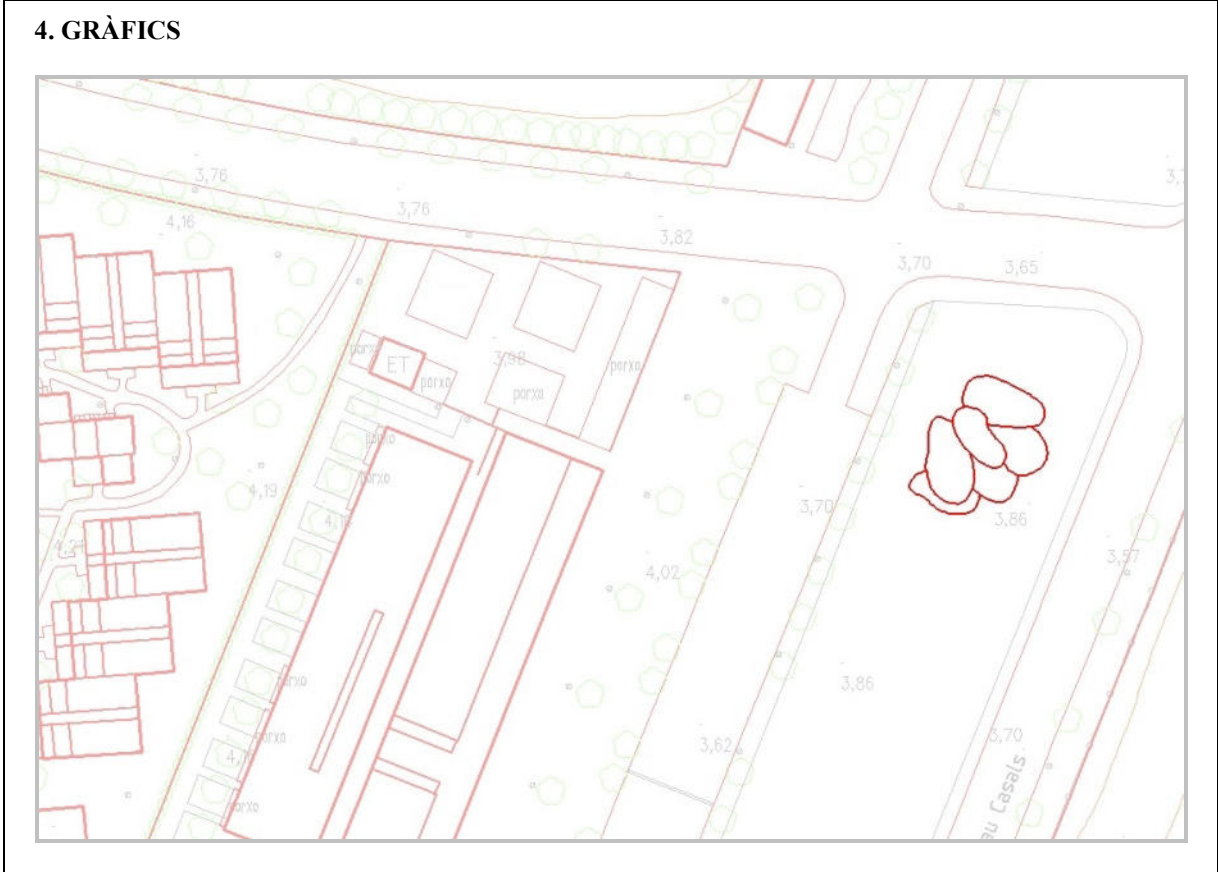 4. GRÀFICS
3,76
4,16
3,76
3,82
3,70
3,65
porxo
ET
3,98
porxo
porxo
porxo
porxo
porxo
4,19
3,70
3,86
3,57
4,02
porxo
3,86
3,62
3,70
porxo
porxo
au Casals